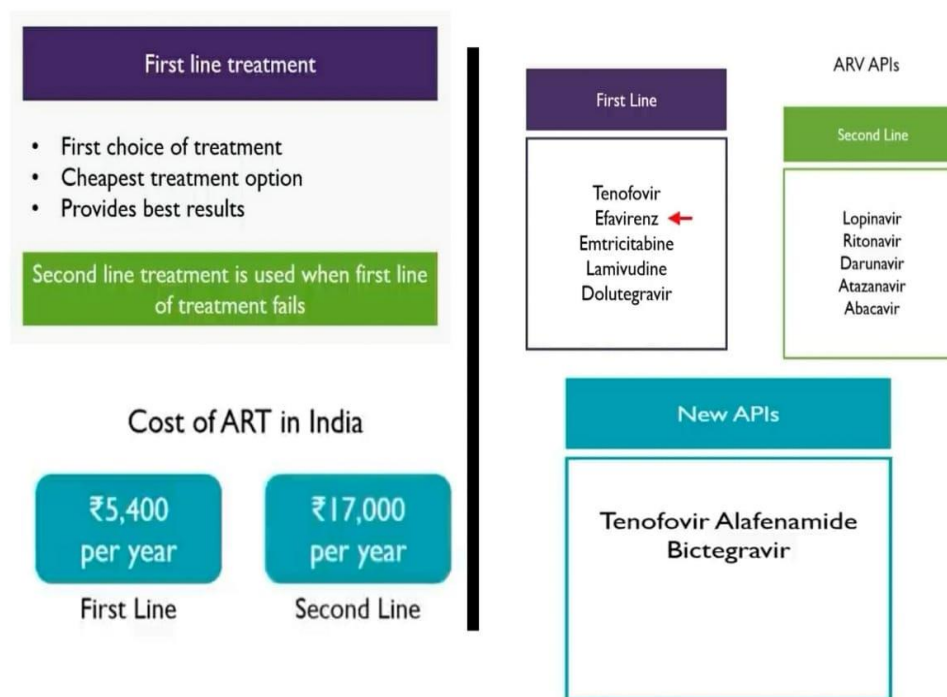 First line treatment
• First choice of treatment
• Cheapest treatment option
• Provides best results
Second line treatment is used when first line
of treatment fails
Cost of ART in India
₹5,400
per year
First Line
₹17,000
per year
Second Line
ARV APIs
First Line
Tenofovir
Efavirenz
Emtricitabine
Lamivudine
Dolutegravir
Second Line
Lopinavir
Ritonavir
Darunavir
Atazanavir
Abacavir
New APIs
Tenofovir Alafenamide
Bictegravir